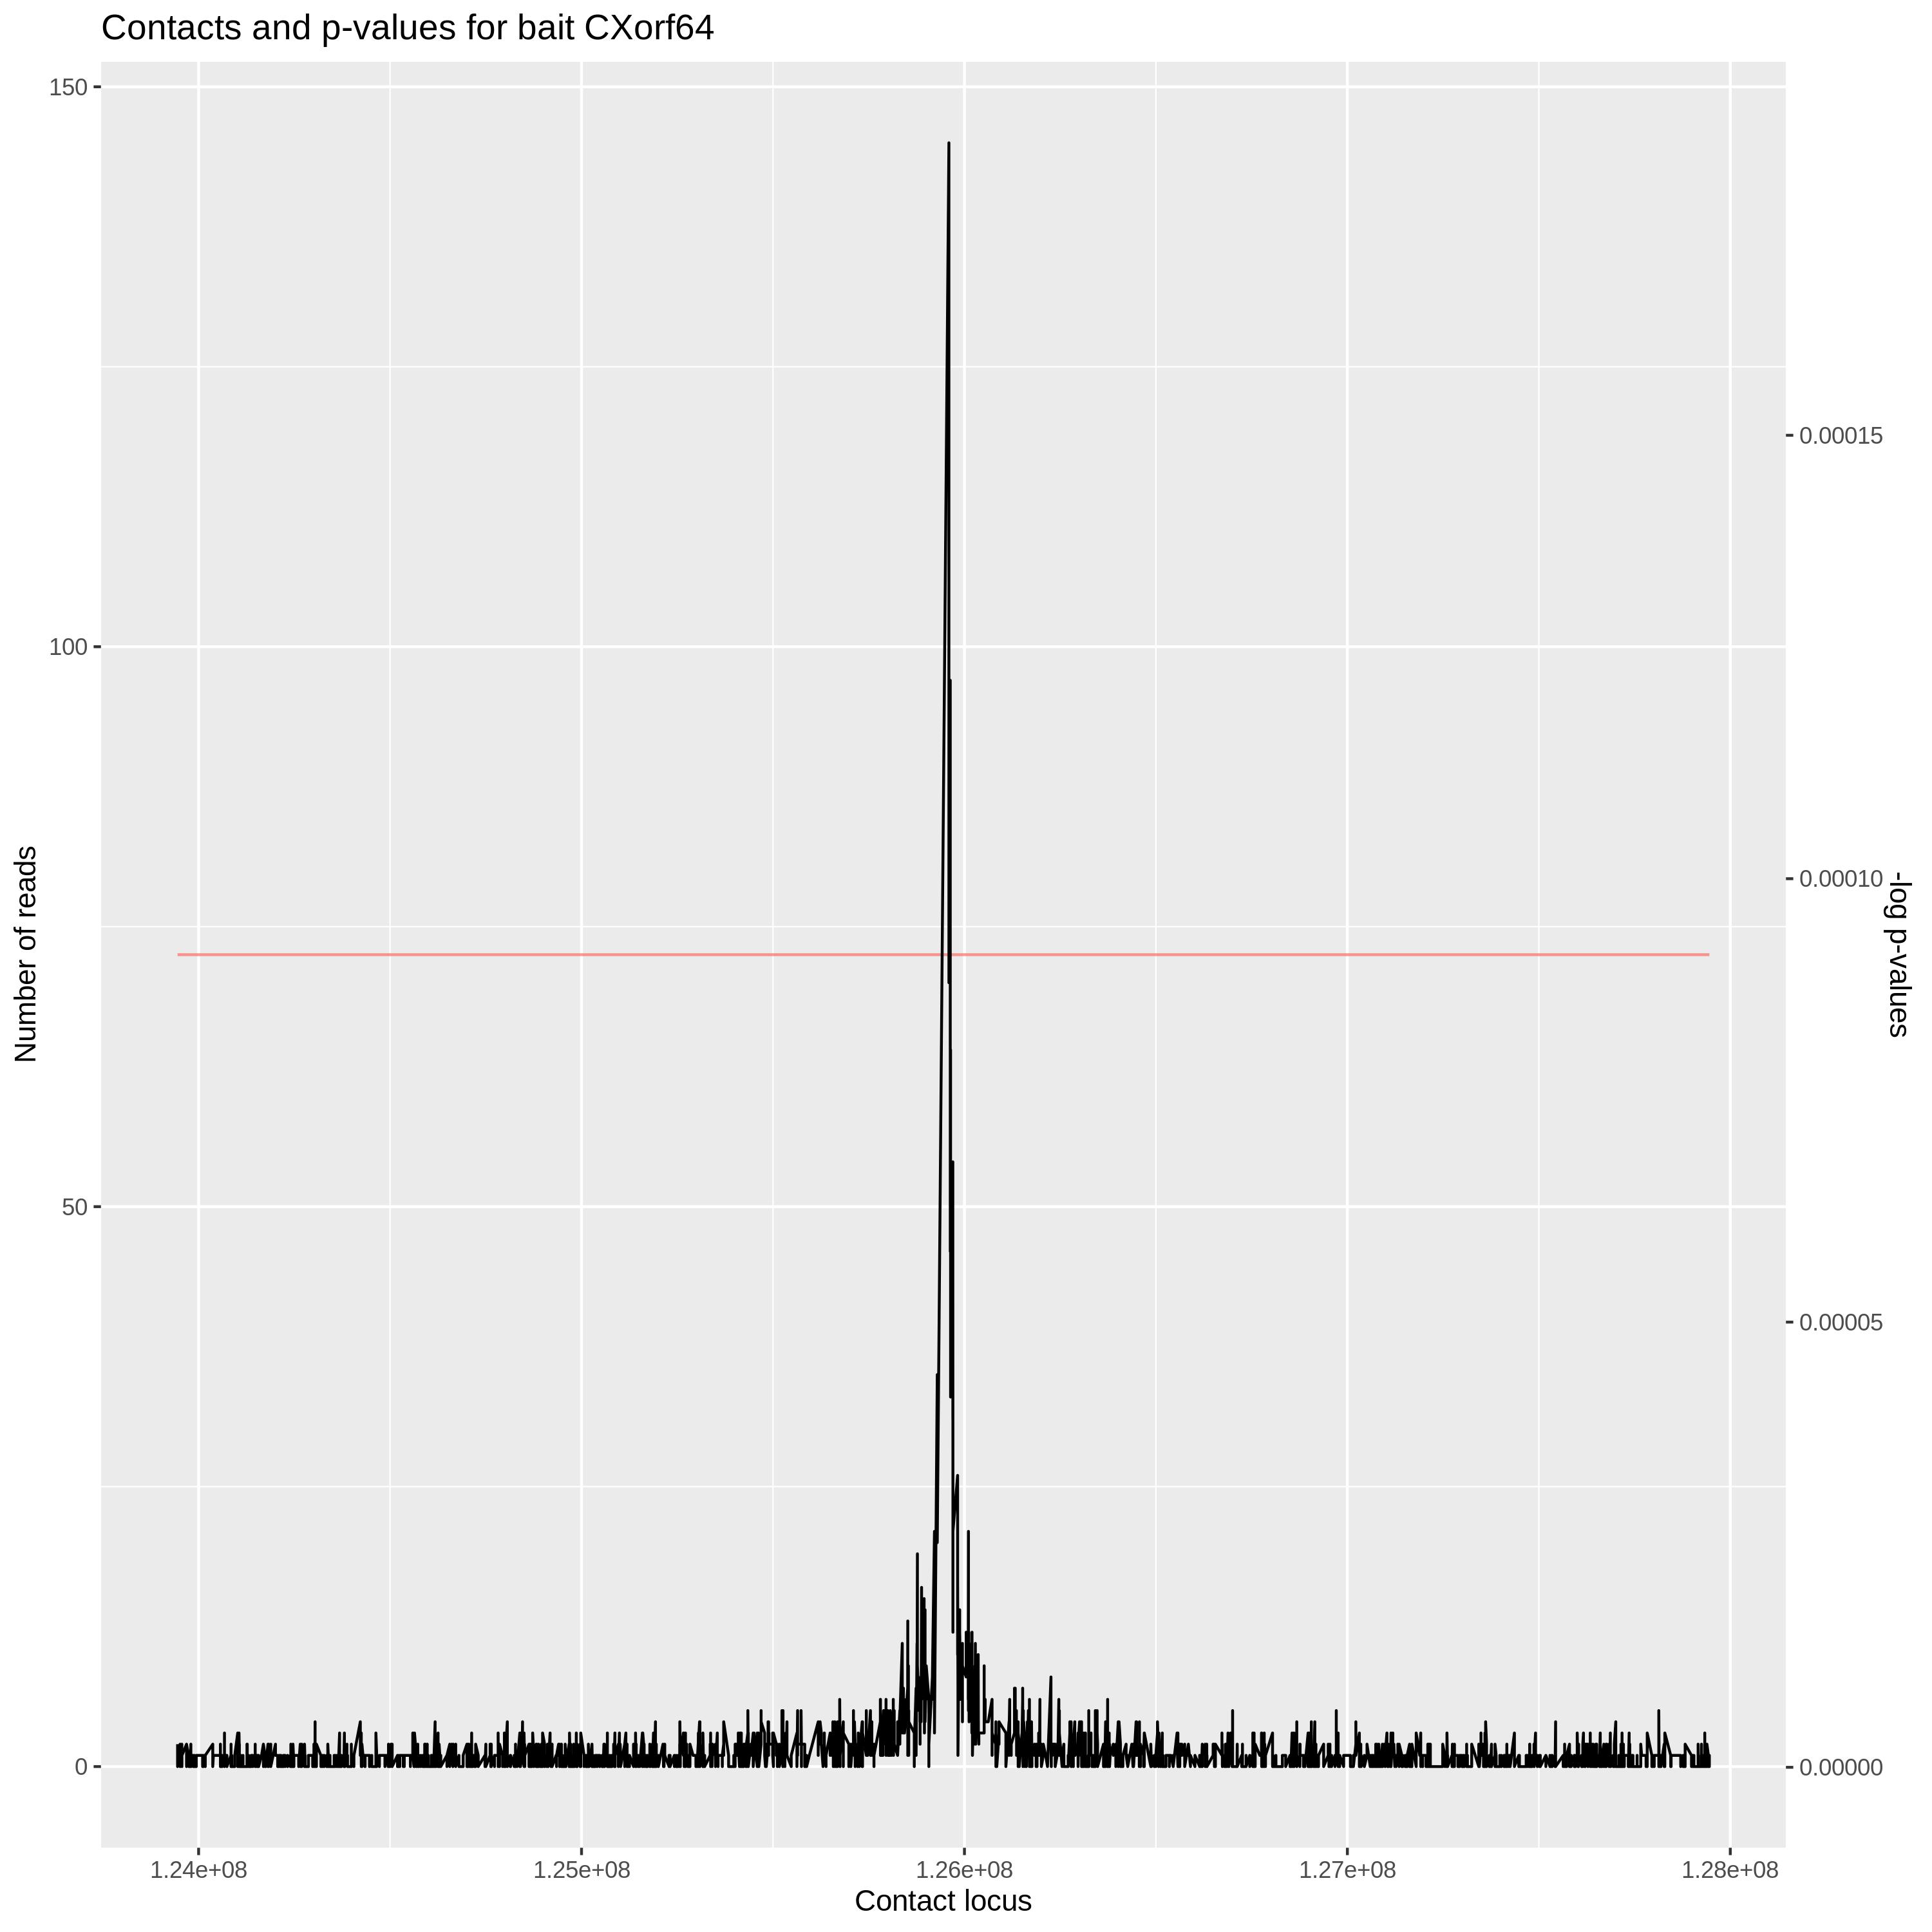 Contacts and p-values for bait CXorf64
150
100
50
0
Number of reads
0.00015
0.00010
0.00005
0.00000
-log p-values
1.24e+08
1.25e+08
1.26e+08
1.27e+08
1.28e+08
Contact locus